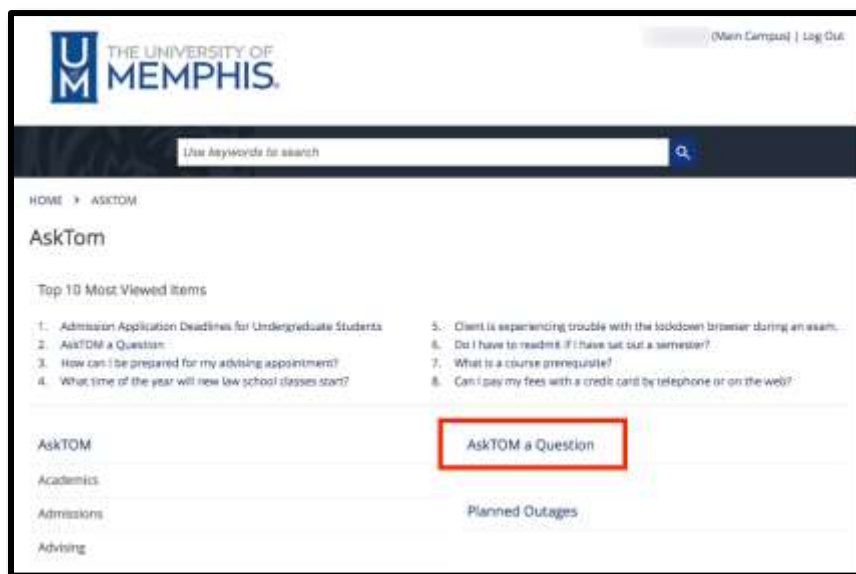 UM
THE UNIVERSITY OF
MEMPHIS.
(Main Campus) | Log Out
Use keywords to search
HOME > ASKTOM
AskTom
Top 10 Most Viewed Items
1. Admission Application Deadlines for Undergraduate Students
2. AskTOM a Question
3. How can I be prepared for my advising appointment?
4. What time of the year will new law school classes start?
5. Client is experiencing trouble with the lockdown browser during an exam.
6. Do I have to readmit if I have sat out a semester?
7. What is a course prerequisite?
8. Can I pay my fees with a credit card by telephone or on the web?
AskTOM
Academics
Admissions
Advising
AskTOM a Question
Planned Outages